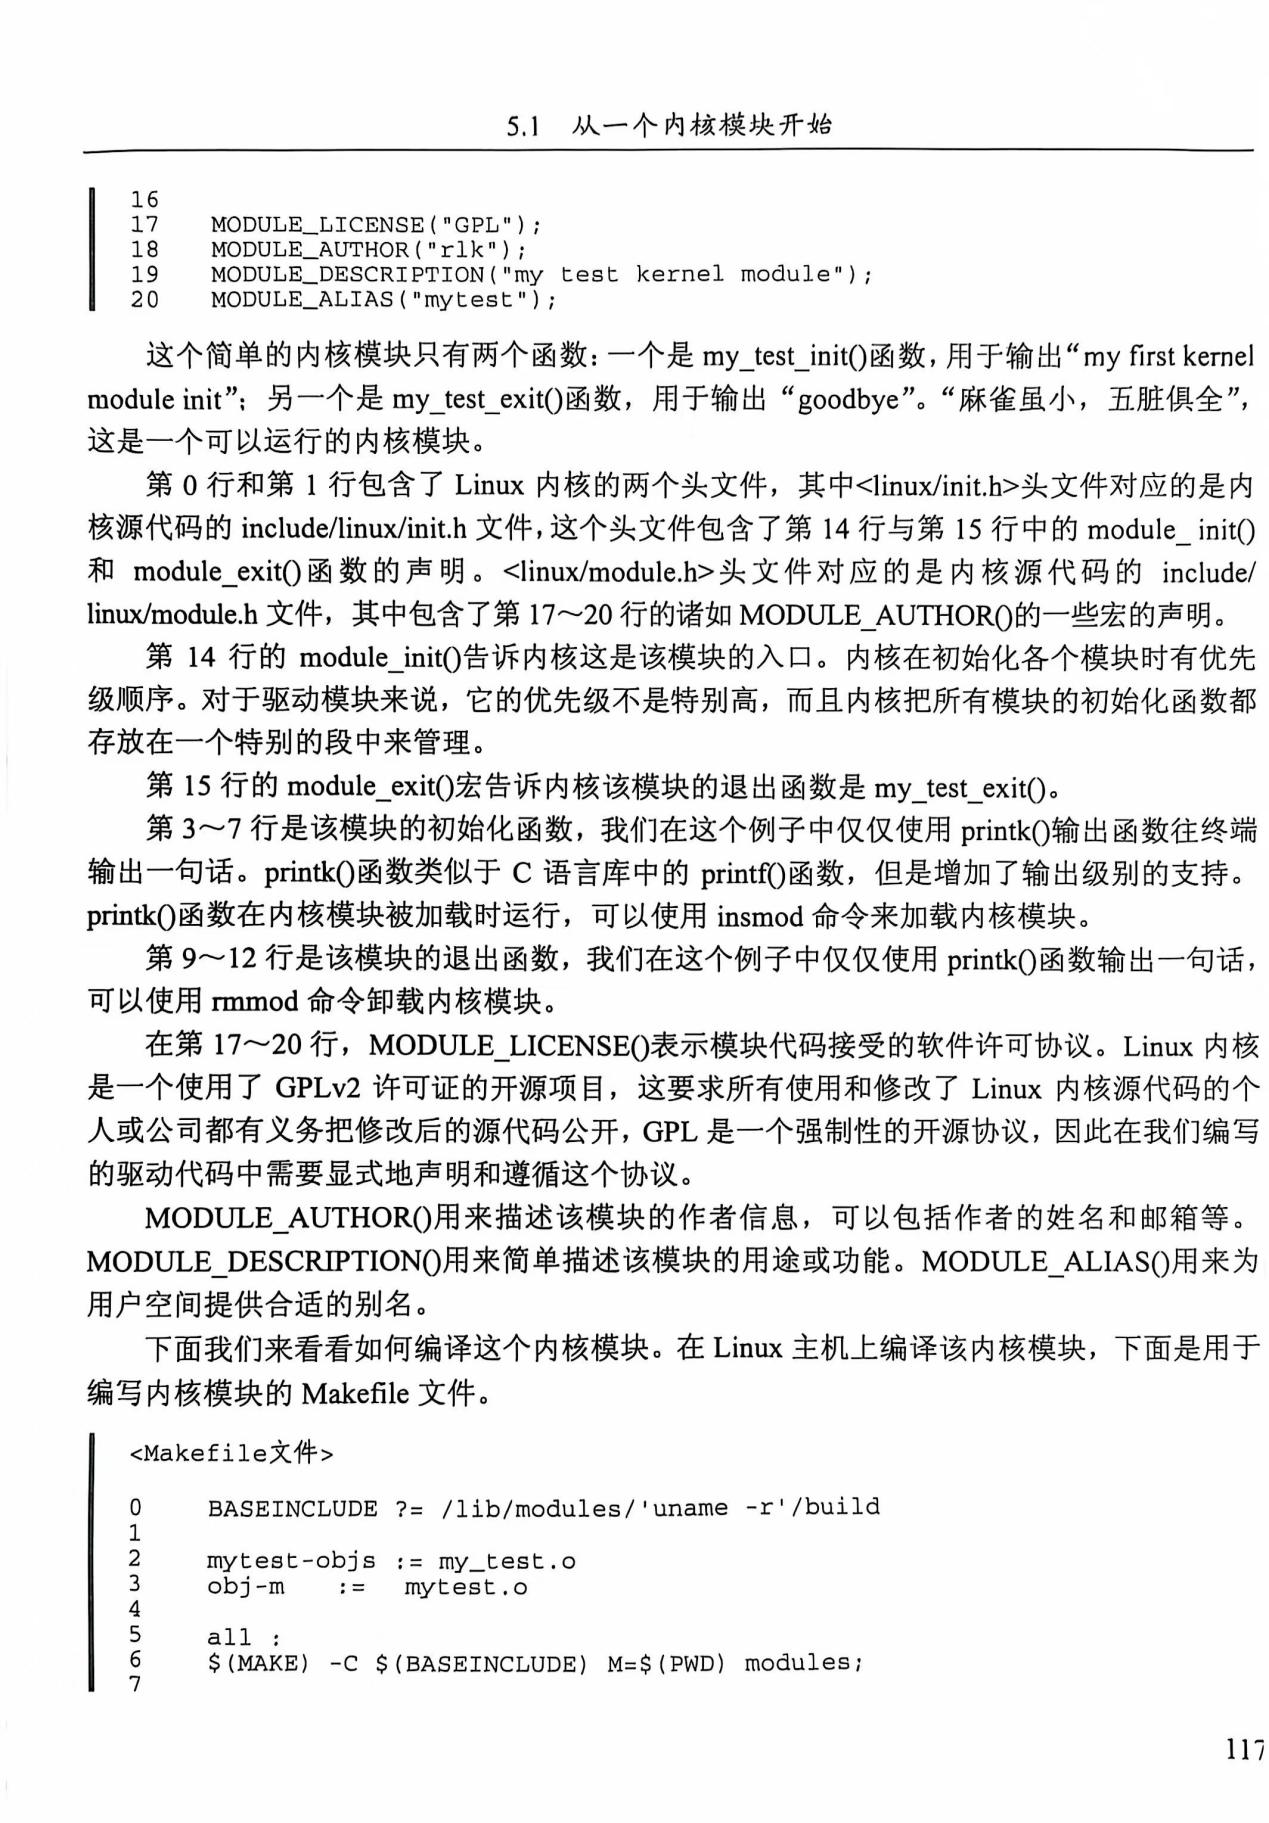 5.1 从一个内核模块开始
16
17 MODULE_LICENSE("GPL");
18 MODULE_AUTHOR("rlk");
19 MODULE_DESCRIPTION("my test kernel module");
20 MODULE_ALIAS("mytest");
这个简单的内核模块只有两个函数：一个是 my_test_init()函数，用于输出“my first kernel
module init”；另一个是 my_test_exit()函数，用于输出“goodbye”。“麻雀虽小，五脏俱全”，
这是一个可以运行的内核模块。
第 0 行和第 1 行包含了 Linux 内核的两个头文件，其中<linux/init.h>头文件对应的是内
核源代码的 include/linux/init.h 文件，这个头文件包含了第 14 行与第 15 行中的 module_ init()
和 module_exit()函数的声明。<linux/module.h>头文件对应的是内核源代码的 include/
linux/module.h 文件，其中包含了第 17～20 行的诸如 MODULE_AUTHOR()的一些宏的声明。
第 14 行的 module_init()告诉内核这是该模块的入口。内核在初始化各个模块时有优先
级顺序。对于驱动模块来说，它的优先级不是特别高，而且内核把所有模块的初始化函数都
存放在一个特别的段中来管理。
第 15 行的 module_exit()宏告诉内核该模块的退出函数是 my_test_exit()。
第 3～7 行是该模块的初始化函数，我们在这个例子中仅仅使用 printk()输出函数往终端
输出一句话。printk()函数类似于 C 语言库中的 printf()函数，但是增加了输出级别的支持。
printk()函数在内核模块被加载时运行，可以使用 insmod 命令来加载内核模块。
第 9～12 行是该模块的退出函数，我们在这个例子中仅仅使用 printk()函数输出一句话，
可以使用 rmmod 命令卸载内核模块。
在第 17～20 行，MODULE_LICENSE()表示模块代码接受的软件许可协议。Linux 内核
是一个使用了 GPLv2 许可证的开源项目，这要求所有使用和修改了 Linux 内核源代码的个
人或公司都有义务把修改后的源代码公开，GPL 是一个强制性的开源协议，因此在我们编写
的驱动代码中需要显式地声明和遵循这个协议。
MODULE_AUTHOR()用来描述该模块的作者信息，可以包括作者的姓名和邮箱等。
MODULE_DESCRIPTION()用来简单描述该模块的用途或功能。MODULE_ALIAS()用来为
用户空间提供合适的别名。
下面我们来看看如何编译这个内核模块。在 Linux 主机上编译该内核模块，下面是用于
编写内核模块的 Makefile 文件。
<Makefile文件>
0 BASEINCLUDE ?= /lib/modules/'uname -r'/build
1
2 mytest-objs := my_test.o
3 obj-m := mytest.o
4
5 all :
6 $(MAKE) -C $(BASEINCLUDE) M=$(PWD) modules;
7
117